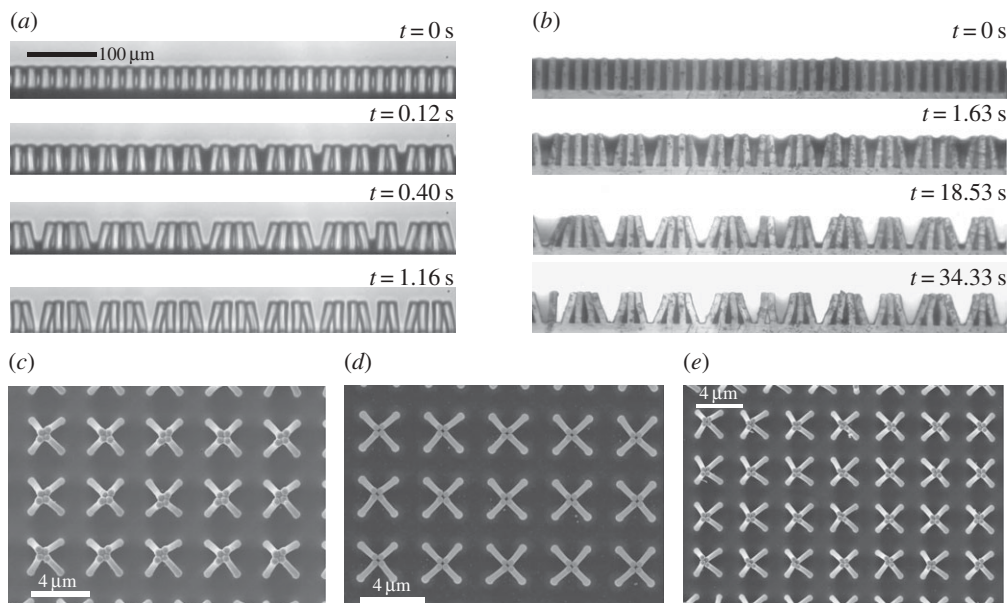 (a)
t = 0 s
100 µm
t = 0.12 s
t = 0.40 s
t = 1.16 s
(b)
t = 0 s
t = 1.63 s
t = 18.53 s
t = 34.33 s
(c)
4 µm
(d)
4 µm
(e)
4 µm